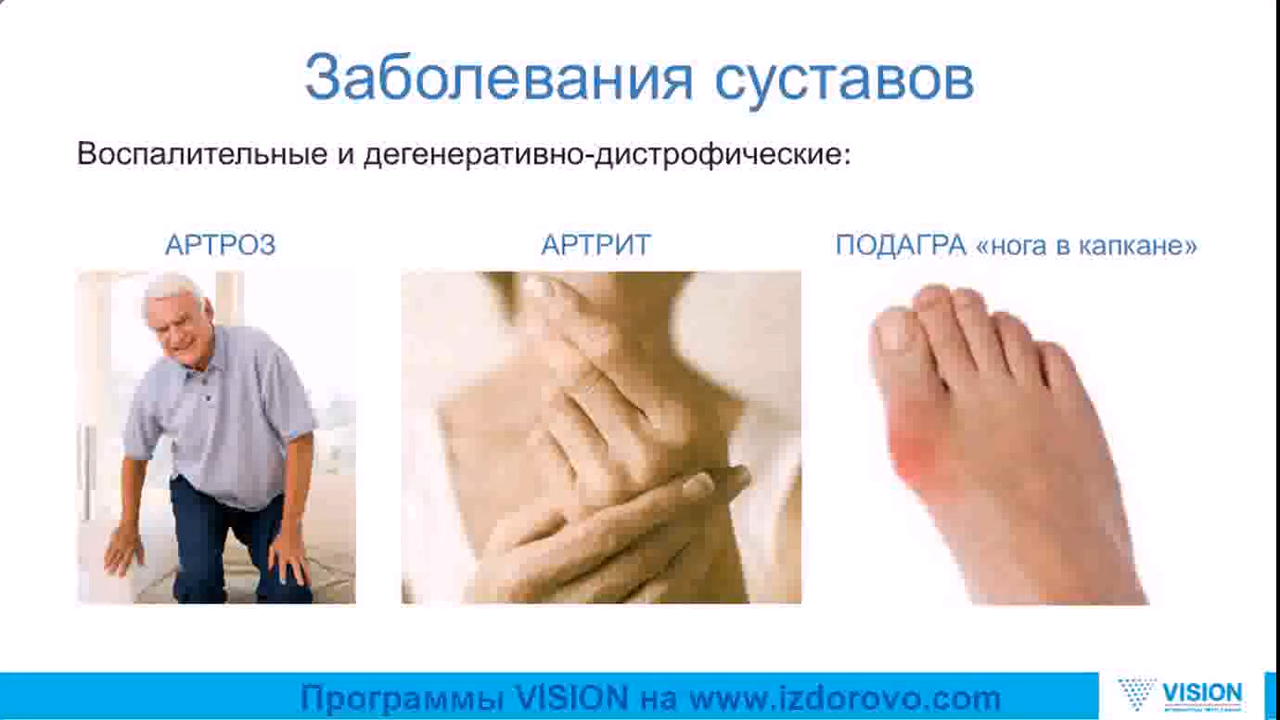 Заболевания суставов
Воспалительные и дегенеративно-дистрофические:
АРТРОЗ
АРТРИТ
ПОДАГРА «нога в капкане»
Программы VISION на www.izdorovo.com
VISION